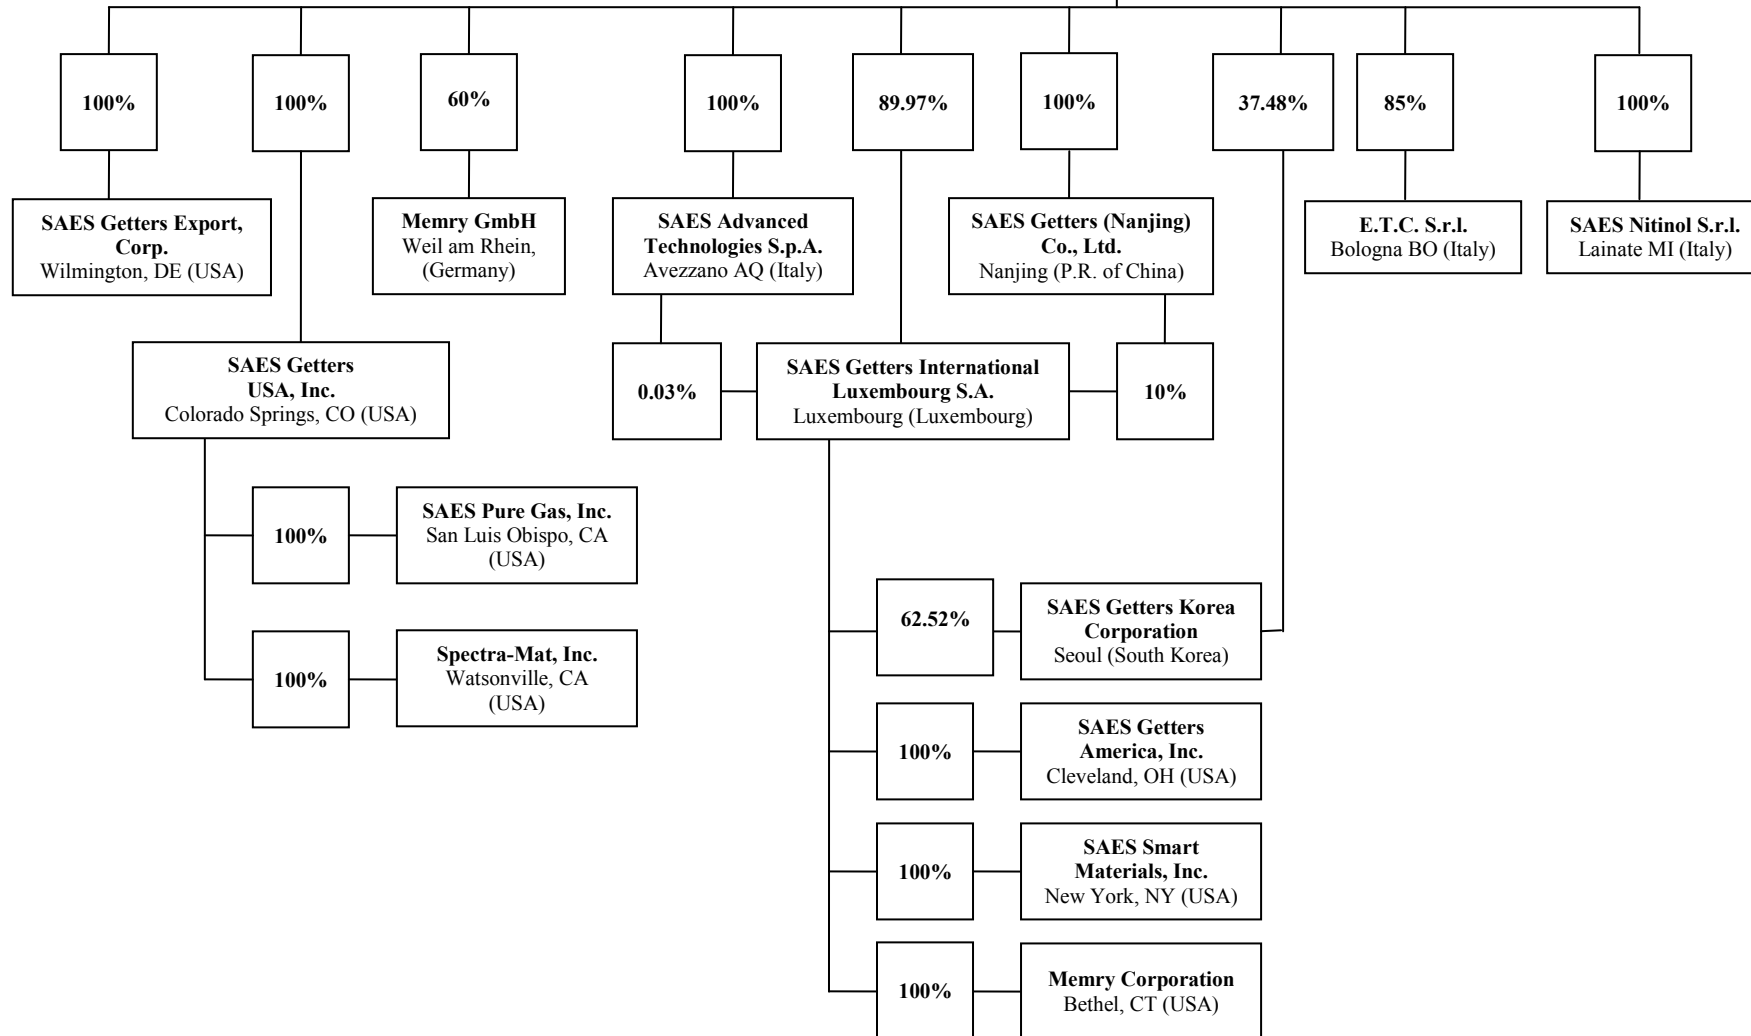 100%
100%
60%
100%
89.97%
100%
37.48%
85%
100%
SAES Getters Export,
Corp.
Wilmington, DE (USA)
Memry GmbH
Weil am Rhein,
(Germany)
SAES Advanced
Technologies S.p.A.
Avezzano AQ (Italy)
SAES Getters (Nanjing)
Co., Ltd.
Nanjing (P.R. of China)
E.T.C. S.r.l.
Bologna BO (Italy)
SAES Nitinol S.r.l.
Lainate MI (Italy)
SAES Getters
USA, Inc.
Colorado Springs, CO (USA)
0.03%
SAES Getters International
Luxembourg S.A.
Luxembourg (Luxembourg)
10%
100%
SAES Pure Gas, Inc.
San Luis Obispo, CA
(USA)
100%
Spectra-Mat, Inc.
Watsonville, CA
(USA)
62.52%
SAES Getters Korea
Corporation
Seoul (South Korea)
100%
SAES Getters
America, Inc.
Cleveland, OH (USA)
100%
SAES Smart
Materials, Inc.
New York, NY (USA)
100%
Memry Corporation
Bethel, CT (USA)